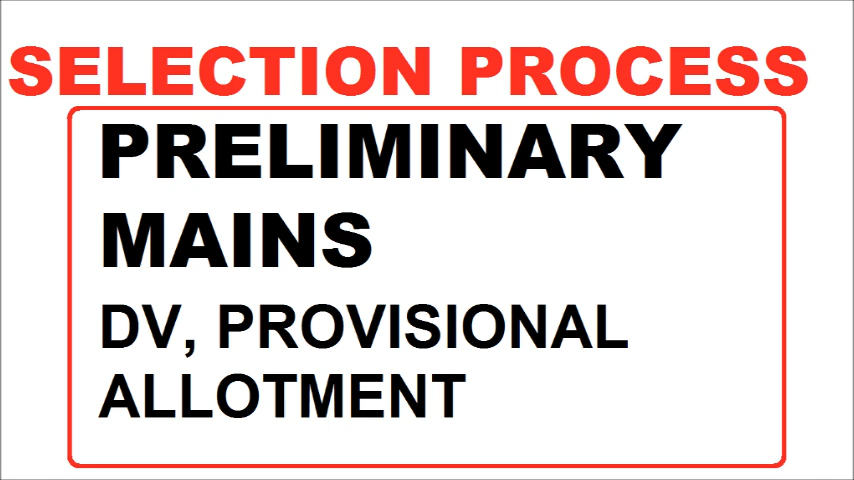 SELECTION PROCESS
PRELIMINARY
MAINS
DV, PROVISIONAL
ALLOTMENT